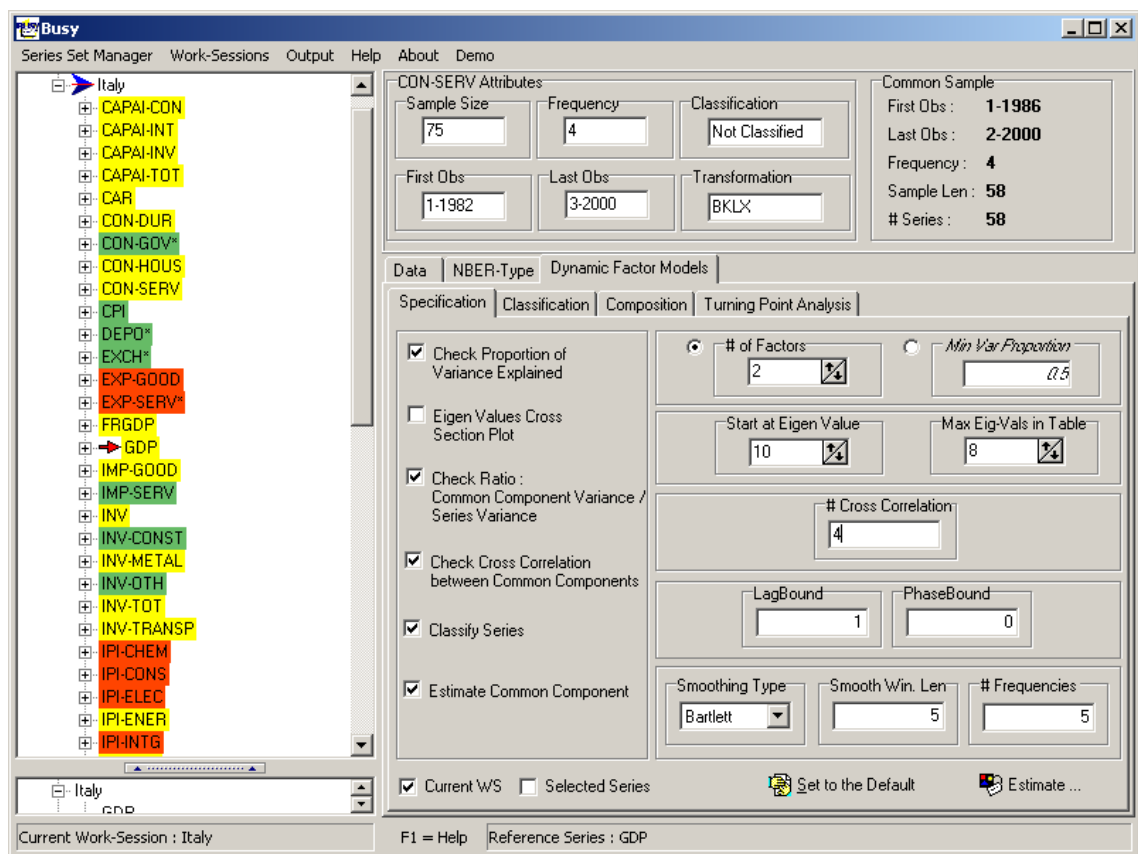 Busy
Series Set Manager Work-Sessions Output Help About Demo
Italy
CAPAI-CON
CAPAI-INT
CAPAI-INV
CAPAI-TOT
CAR
CON-DUR
CON-GOV*
CON-HOUS
CON-SERV
CPI
DEPO*
EXCH*
EXP-GOOD
EXP-SERV*
FRGDP
GDP
IMP-GOOD
IMP-SERV
INV
INV-CONST
INV-METAL
INV-OTH
INV-TOT
INV-TRANSP
IPI-CHEM
IPI-CONS
IPI-ELEC
IPI-ENER
IPI-INTG
Italy
GDP
CON-SERV Attributes
Sample Size Frequency Classification
75 4 Not Classified
First Obs Last Obs Transformation
1-1982 3-2000 BKLX
Common Sample
First Obs : 1-1986
Last Obs : 2-2000
Frequency : 4
Sample Len : 58
# Series : 58
Data NBER-Type Dynamic Factor Models
Specification Classification Composition Turning Point Analysis
Check Proportion of
Variance Explained
Eigen Values Cross
Section Plot
Check Ratio :
Common Component Variance /
Series Variance
Check Cross Correlation
between Common Components
Classify Series
Estimate Common Component
# of Factors Min Var Proportion
2 0.5
Start at Eigen Value Max Eig-Vals in Table
10 8
# Cross Correlation
4
LagBound PhaseBound
1 0
Smoothing Type Smooth Win. Len # Frequencies
Bartlett 5 5
Current WS Selected Series Set to the Default Estimate ...
Current Work-Session : Italy F1 = Help Reference Series : GDP